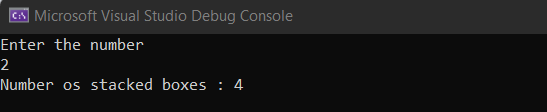 C:\ Microsoft Visual Studio Debug Console
Enter the number
2
Number os stacked boxes : 4